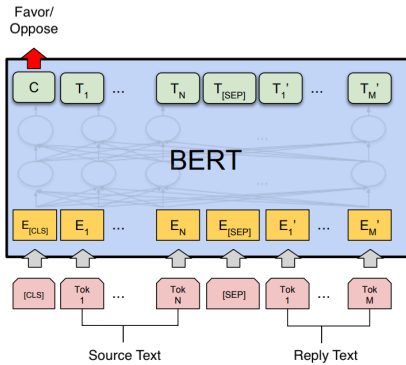 Favor/
Oppose
C T1 ... TN T[SEP] T1' ... TM'
...
BERT
...
E[CLS] E1 ... EN E[SEP] E1' ... EM'
[CLS] Tok 1 ... Tok N [SEP] Tok 1 ... Tok M
Source Text Reply Text